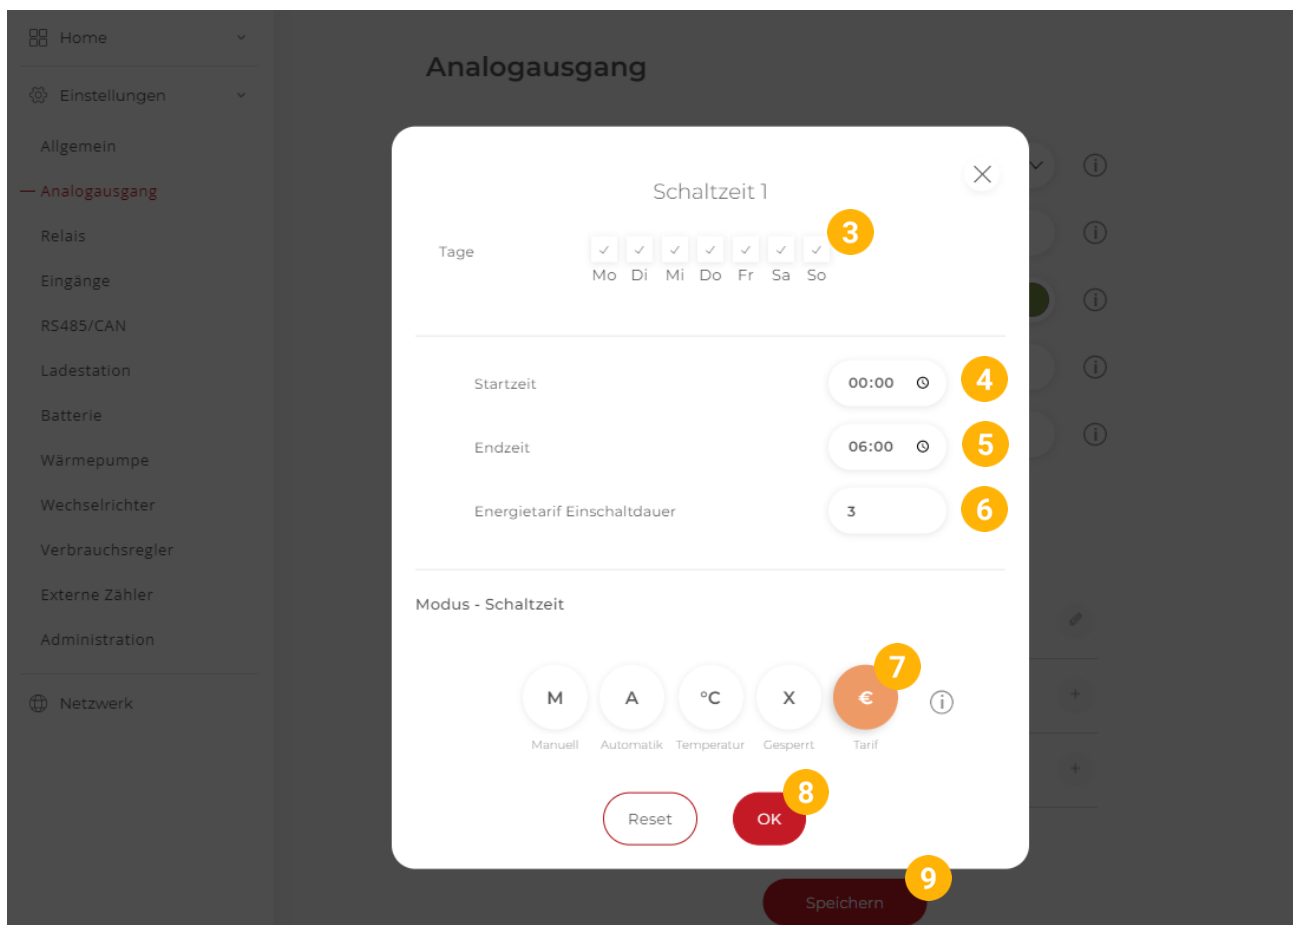 Home
Einstellungen
Allgemein
Analogausgang
Relais
Eingänge
RS485/CAN
Ladestation
Batterie
Wärmepumpe
Wechselrichter
Verbrauchsregler
Externe Zähler
Administration
Netzwerk
Analogausgang
Schaltzeit 1
3
Tage
Mo Di Mi Do Fr Sa So
Startzeit 00:00 4
Endzeit 06:00 5
Energietarif Einschaltdauer 3 6
Modus - Schaltzeit
7
M A °C X €
Manuell Automatik Temperatur Gesperrt Tarif
8
Reset OK
9
Speichern